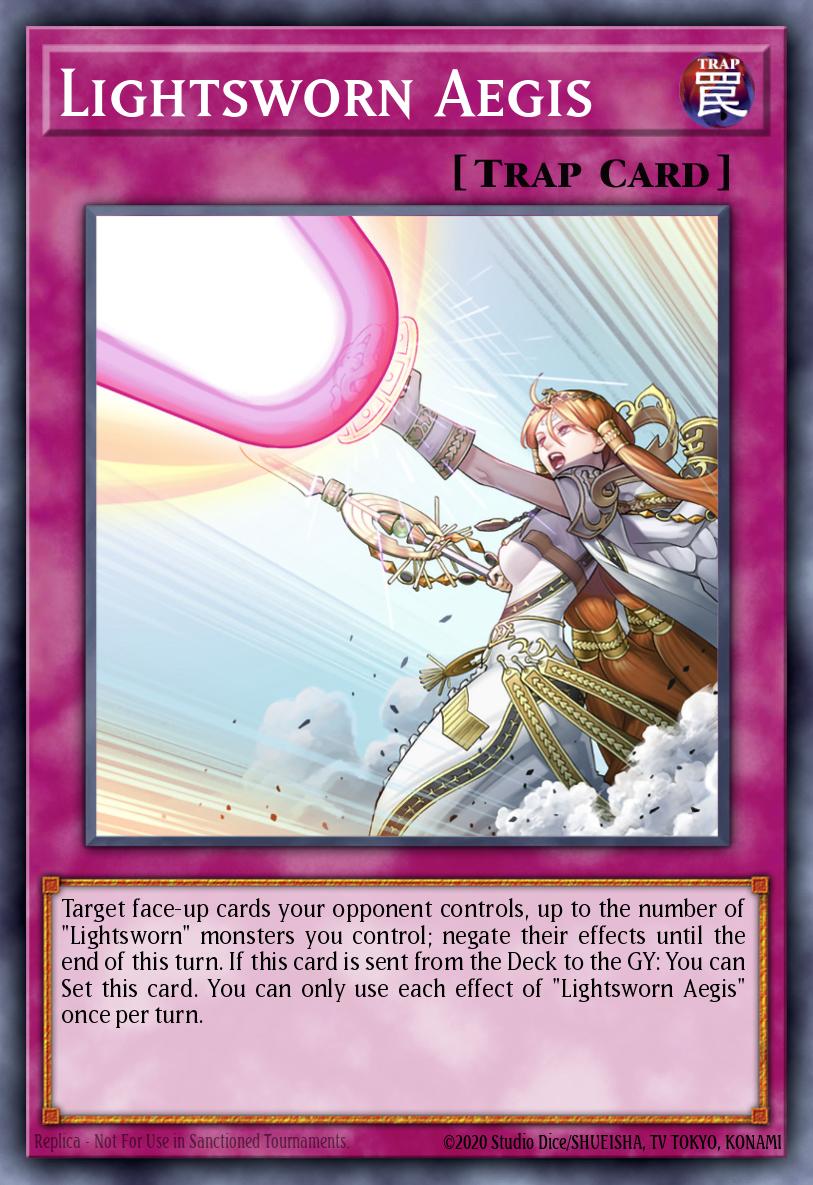 Lightsworn Aegis
TRAP
罠
[Trap Card]
Target face-up cards your opponent controls, up to the number of
"Lightsworn" monsters you control; negate their effects until the
end of this turn. If this card is sent from the Deck to the GY: You can
Set this card. You can only use each effect of "Lightsworn Aegis"
once per turn.
Replica - Not For Use in Sanctioned Tournaments.
©2020 Studio Dice/SHUEISHA, TV TOKYO, KONAMI